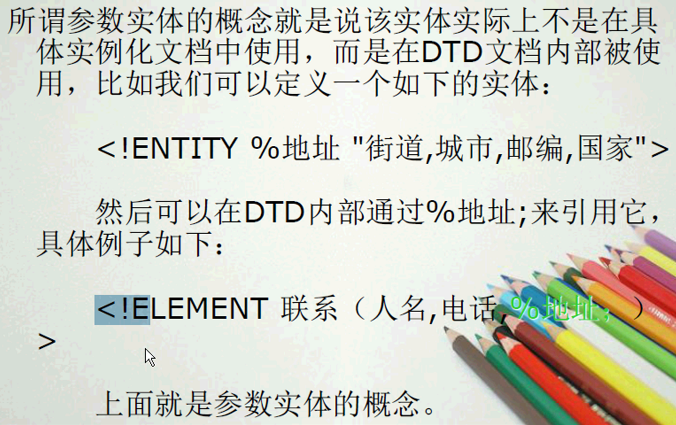 所谓参数实体的概念就是说该实体实际上不是在具
体实例化文档中使用，而是在DTD文档内部被使
用，比如我们可以定义一个如下的实体：
<!ENTITY %地址 "街道,城市,邮编,国家">
然后可以在DTD内部通过%地址;来引用它，
具体例子如下：
<!ELEMENT 联系（人名,电话,%地址;）
>
上面就是参数实体的概念。